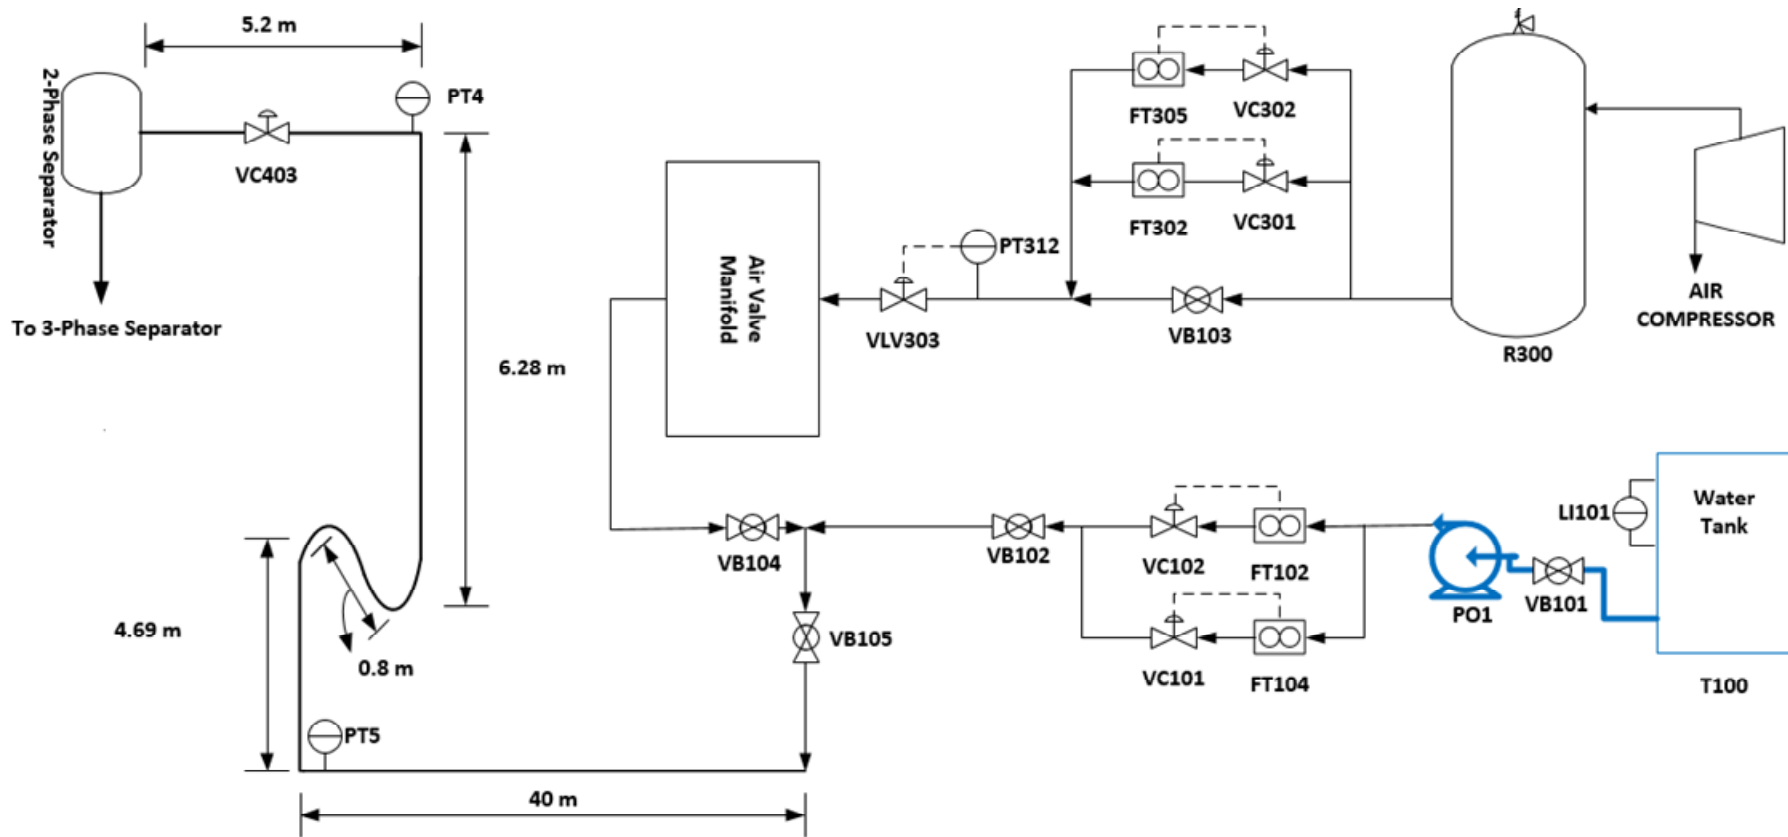 5.2 m
2-Phase Separator
PT4
VC403
To 3-Phase Separator
6.28 m
4.69 m
0.8 m
PT5
40 m
Air Valve
Manifold
FT305
VC302
FT302
VC301
PT312
VLV303
VB103
R300
AIR
COMPRESSOR
VB104
VB102
VB105
VC102
FT102
VC101
FT104
PO1
VB101
LI101
Water
Tank
T100